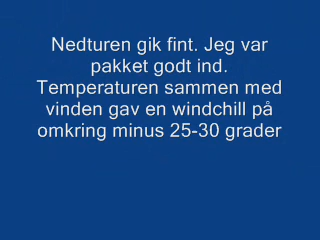 Nedturen gik fint. Jeg var
pakket godt ind.
Temperaturen sammen med
vinden gav en windchill på
omkring minus 25-30 grader